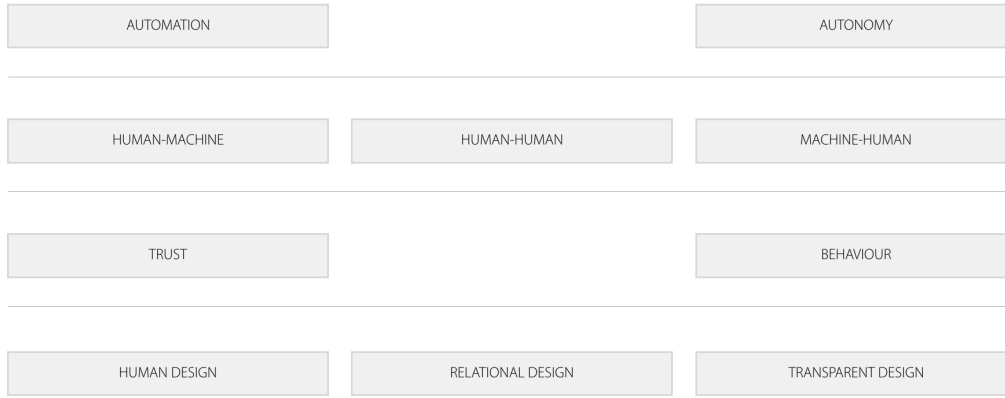 AUTOMATION
AUTONOMY
HUMAN-MACHINE
HUMAN-HUMAN
MACHINE-HUMAN
TRUST
BEHAVIOUR
HUMAN DESIGN
RELATIONAL DESIGN
TRANSPARENT DESIGN